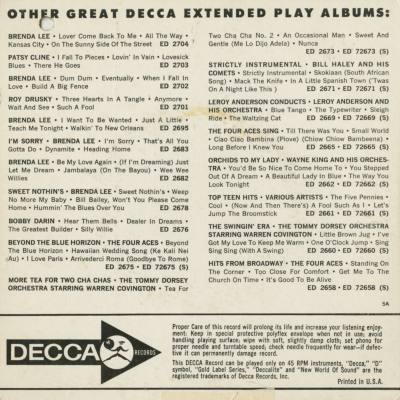 OTHER GREAT DECCA EXTENDED PLAY ALBUMS:
BRENDA LEE • Lover Come Back To Me • All The Way •
Kansas City • On The Sunny Side Of The Street ED 2704
PATSY CLINE • I Fall To Pieces • Lovin' In Vain • Lovesick
Blues • There He Goes ED 2703
BRENDA LEE • Dum Dum • Eventually • When I Fall In
Love • Build A Big Fence ED 2702
ROY DRUSKY • Three Hearts In A Tangle • Anymore •
Wait And See • Such A Fool ED 2701
BRENDA LEE • I Want To Be Wanted • Just A Little •
Teach Me Tonight • Walkin' To New Orleans ED 2695
I'M SORRY • BRENDA LEE • I'm Sorry • That's All You
Gotta Do • Dynamite • Heading Home ED 2683
BRENDA LEE • Be My Love Again • (If I'm Dreaming) Just
Let Me Dream • Jambalaya (On The Bayou) • Wee Wee
Willies ED 2682
SWEET NOTHIN'S • BRENDA LEE • Sweet Nothin's • Weep
No More My Baby • Bill Bailey, Won't You Please Come
Home • Hummin' The Blues Over You ED 2678
BOBBY DARIN • Hear Them Bells • Dealer In Dreams •
The Greatest Builder • Silly Willie ED 2676
BEYOND THE BLUE HORIZON • THE FOUR ACES • Beyond
The Blue Horizon • Hawaiian Wedding Song (Ke Kali Nei
Au) • I Love Paris • Arrivederci Roma (Goodbye To Rome)
ED 2675 • ED 72675 (S)
MORE TEA FOR TWO CHA CHAS • THE TOMMY DORSEY
ORCHESTRA STARRING WARREN COVINGTON • Tea For
Two Cha Cha No. 2 • An Occasional Man • Sweet And
Gentle (Me Lo Dijo Adela) • Nunca
ED 2673 • ED 72673 (S)
STRICTLY INSTRUMENTAL • BILL HALEY AND HIS
COMETS • Strictly Instrumental • Skokiaan (South African
Song) • Mack The Knife • In A Little Spanish Town ('Twas
On A Night Like This) ED 2671 • ED 72671 (S)
LEROY ANDERSON CONDUCTS • LEROY ANDERSON AND
HIS ORCHESTRA • Blue Tango • The Typewriter • Sleigh
Ride • The Waltzing Cat ED 2669 • ED 72669 (S)
THE FOUR ACES SING • Till There Was You • Small World
• Ciao Ciao Bambina (Piove) (Chiow Chiow Bambeena) •
Long Before I Knew You ED 2665 • ED 72665 (S)
ORCHIDS TO MY LADY • WAYNE KING AND HIS ORCHES-
TRA • You'd Be So Nice To Come Home To • You Stepped
Out Of A Dream • A Beautiful Lady In Blue • The Way You
Look Tonight ED 2662 • ED 72662 (S)
TOP TEEN HITS • VARIOUS ARTISTS • The Five Pennies •
Cool • (Now And Then There's) A Fool Such As I • Let's
Jump The Broomstick ED 2661 • ED 72661 (S)
THE SWINGIN' ERA • THE TOMMY DORSEY ORCHESTRA
STARRING WARREN COVINGTON • Little Brown Jug • I've
Got My Love To Keep Me Warm • One O'Clock Jump • Sing
Sing Sing (With A Swing) ED 2660 • ED 72660 (S)
HITS FROM BROADWAY • THE FOUR ACES • Standing On
The Corner • Too Close For Comfort • Get Me To The
Church On Time • It's Good To Be Alive
ED 2658 • ED 72658 (S)
5A
DECCA RECORDS
Proper Care of this record will prolong its life and increase your listening enjoy-
ment: Keep in special protective polyflex envelope when not in use; avoid
handling playing surface; wipe with soft, slightly damp cloth; set phono for
proper needle and turntable speed; check needle frequently for wear—if defec-
tive it can permanently damage record.
This DECCA Record can be played only on 45 RPM instruments, "Decca," "D"
symbol, "Gold Label Series," "Deccalite" and "New World Of Sound" are the
registered trademarks of Decca Records, Inc.
Printed in U.S.A.